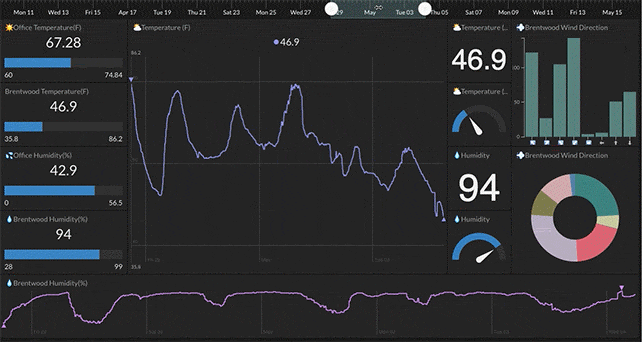 Mon 11 Wed 13 Fri 15 Apr 17 Tue 19 Thu 21 Sat 23 Mon 25 Wed 27 29 May Tue 03 Thu 05 Sat 07 Mon 09 Wed 11 Fri 13 May 15
Office Temperature(F)
67.28
60 74.84
Brentwood Temperature(F)
46.9
35.8 86.2
Office Humidity(%)
42.9
0 56.5
Brentwood Humidity(%)
94
28 99
Temperature (F)
46.9
86.2
35.8
May
Temperature (...
46.9
Temperature (...
Humidity
94
Humidity
Brentwood Wind Direction
100
50
0
Brentwood Wind Direction
Brentwood Humidity(%)